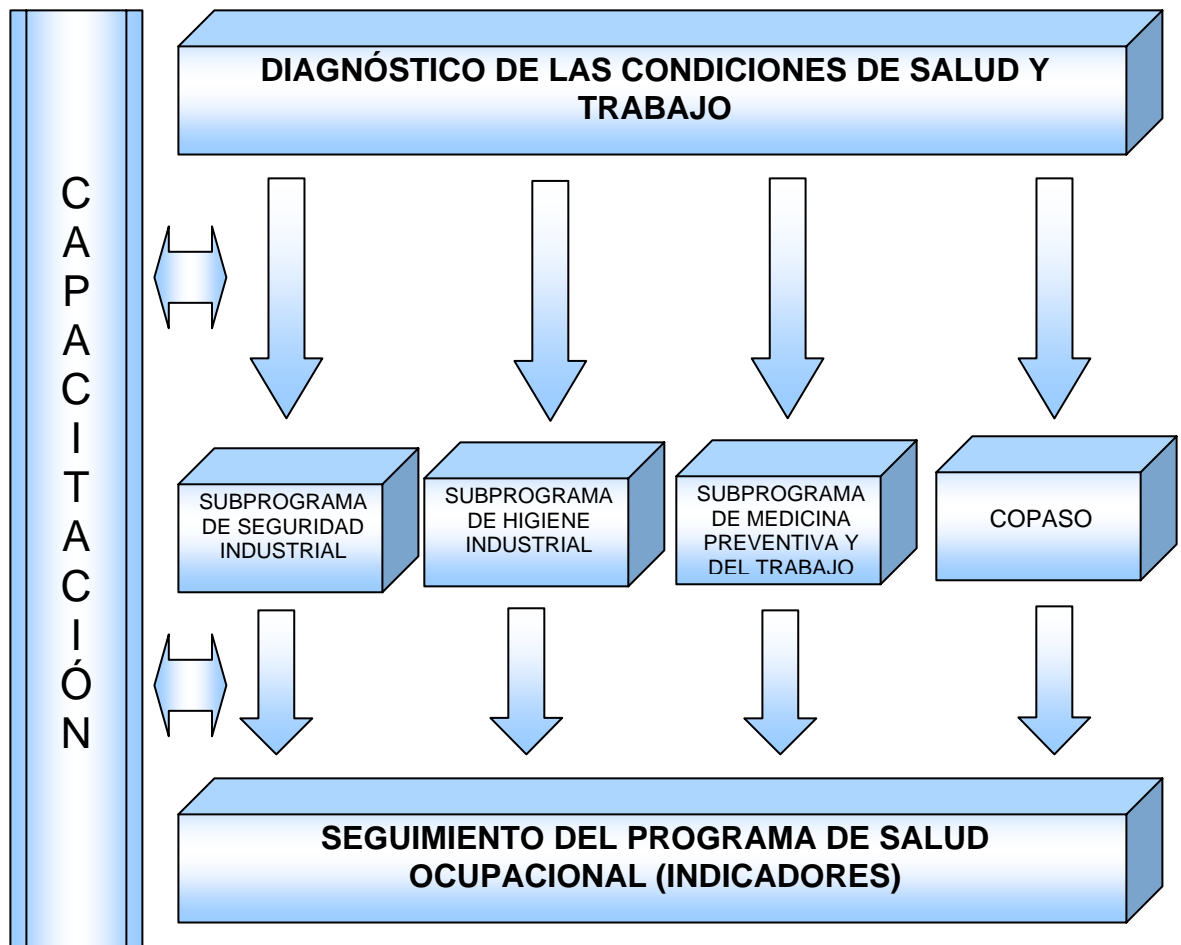 CAPACITACIÓN
DIAGNÓSTICO DE LAS CONDICIONES DE SALUD Y
TRABAJO
SUBPROGRAMA
DE SEGURIDAD
INDUSTRIAL
SUBPROGRAMA
DE HIGIENE
INDUSTRIAL
SUBPROGRAMA
DE MEDICINA
PREVENTIVA Y
DEL TRABAJO
COPASO
SEGUIMIENTO DEL PROGRAMA DE SALUD
OCUPACIONAL (INDICADORES)